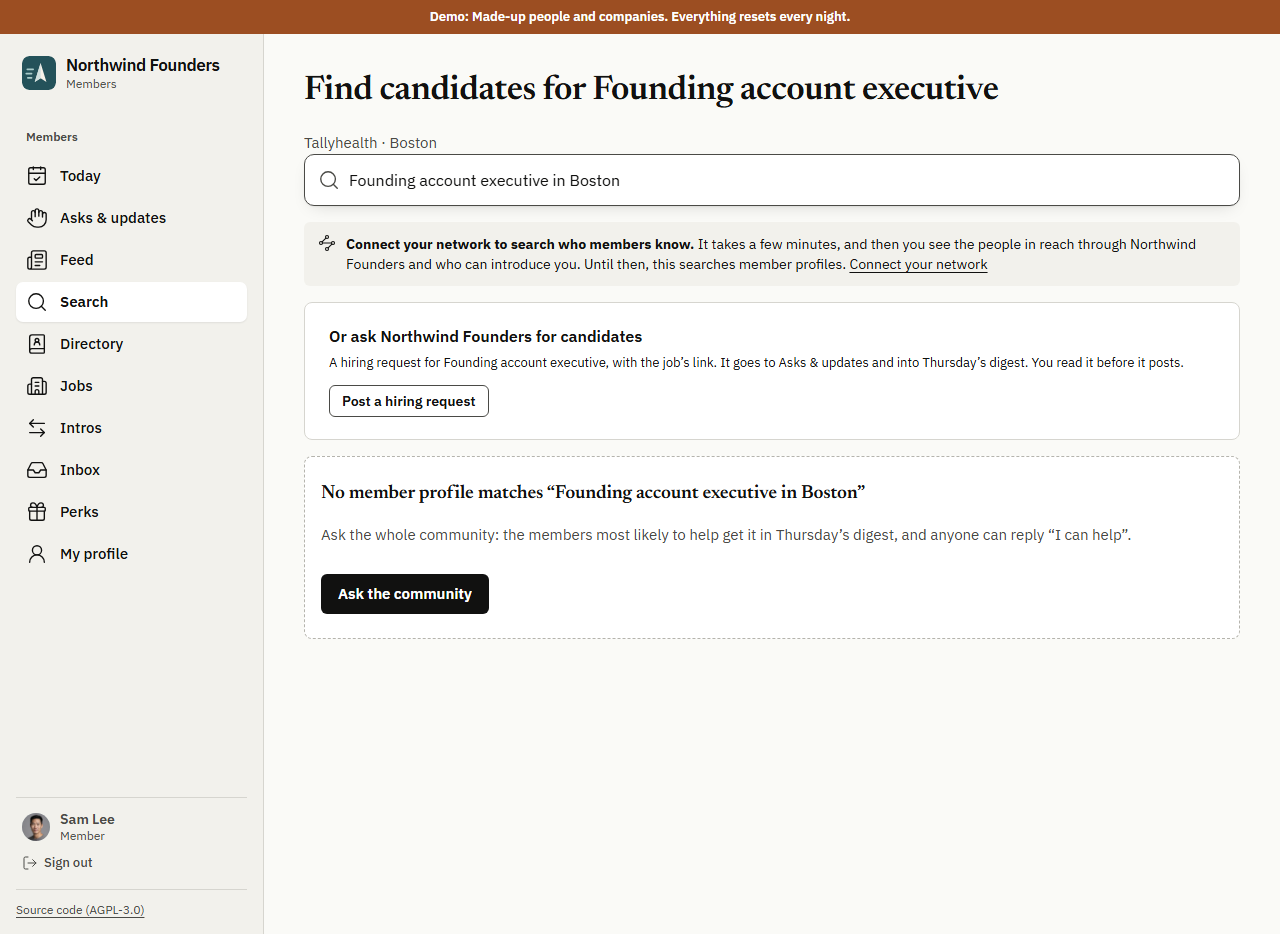 Demo: Made-up people and companies. Everything resets every night.
Northwind Founders
Members
Members
Today
Asks & updates
Feed
Search
Directory
Jobs
Intros
Inbox
Perks
My profile
Sam Lee
Member
Sign out
Source code (AGPL-3.0)
Find candidates for Founding account executive
Tallyhealth · Boston
Founding account executive in Boston
Connect your network to search who members know. It takes a few minutes, and then you see the people in reach through Northwind
Founders and who can introduce you. Until then, this searches member profiles. Connect your network
Or ask Northwind Founders for candidates
A hiring request for Founding account executive, with the job’s link. It goes to Asks & updates and into Thursday’s digest. You read it before it posts.
Post a hiring request
No member profile matches “Founding account executive in Boston”
Ask the whole community: the members most likely to help get it in Thursday’s digest, and anyone can reply “I can help”.
Ask the community